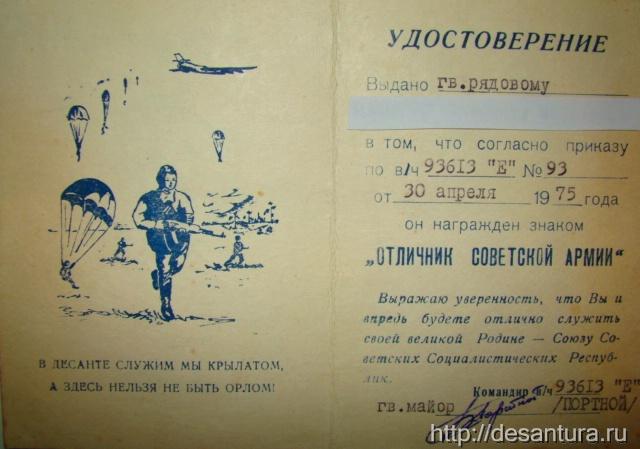 В ДЕСАНТЕ СЛУЖИМ МЫ КРЫЛАТОМ,
А ЗДЕСЬ НЕЛЬЗЯ НЕ БЫТЬ ОРЛОМ!
УДОСТОВЕРЕНИЕ
Выдано гв.рядовому
в том, что согласно приказу
по в/ч 93613 "Е" № 93
от 30 апреля 1975 года
он награжден знаком
„ОТЛИЧНИК СОВЕТСКОЙ АРМИИ“
Выражаю уверенность, что Вы и
впредь будете отлично служить
своей великой Родине — Союзу Со-
ветских Социалистических Респуб-
лик.
Командир в/ч 93613 "Е"
гв.майор /ПОРТНОЙ/
http://desantura.ru